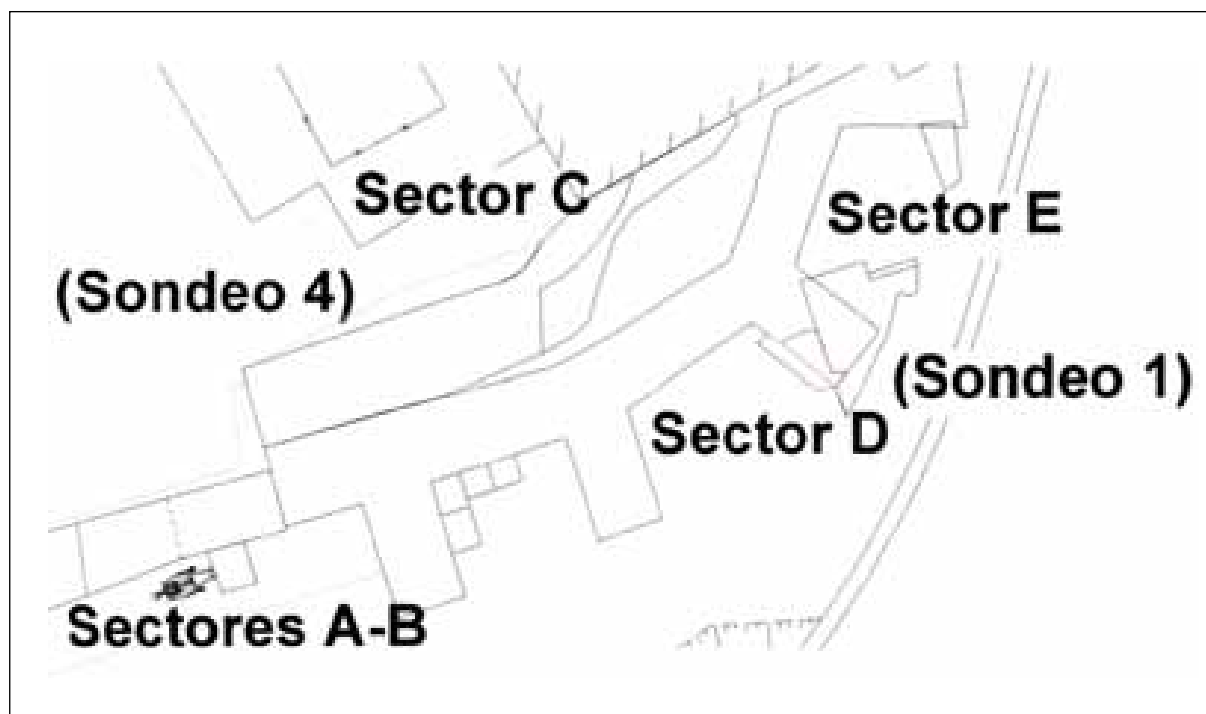 Sector C
Sector E
(Sondeo 4)
(Sondeo 1)
Sector D
Sectores A-B